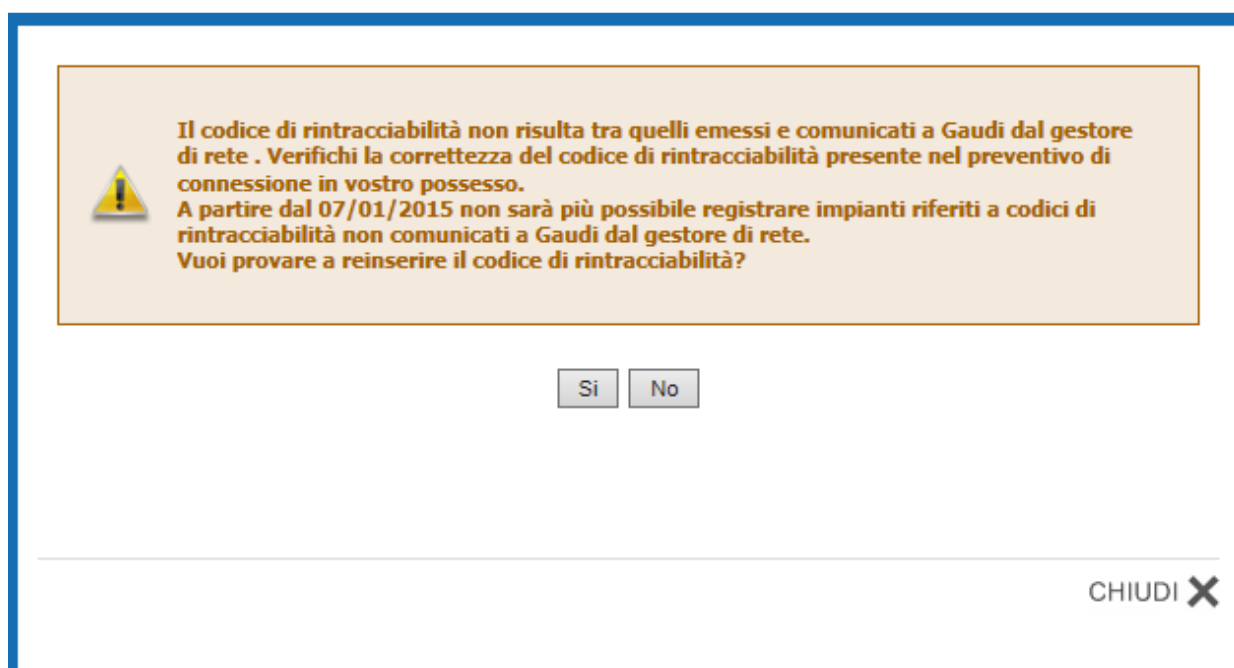 Il codice di rintracciabilità non risulta tra quelli emessi e comunicati a Gaudi dal gestore
di rete . Verifichi la correttezza del codice di rintracciabilità presente nel preventivo di
connessione in vostro possesso.
A partire dal 07/01/2015 non sarà più possibile registrare impianti riferiti a codici di
rintracciabilità non comunicati a Gaudi dal gestore di rete.
Vuoi provare a reinserire il codice di rintracciabilità?
Si No
CHIUDI